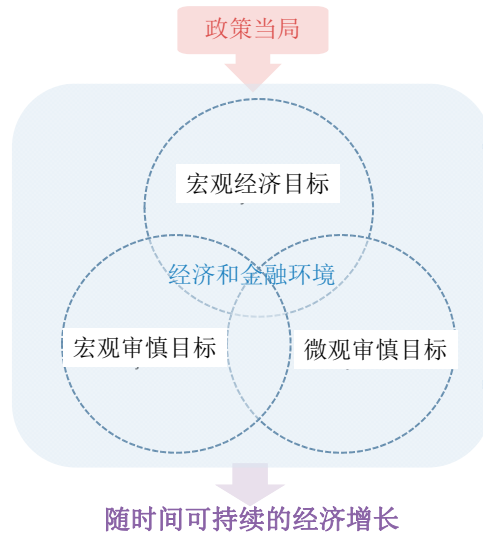 政策当局
宏观经济目标
经济和金融环境
宏观审慎目标
微观审慎目标
随时间可持续的经济增长